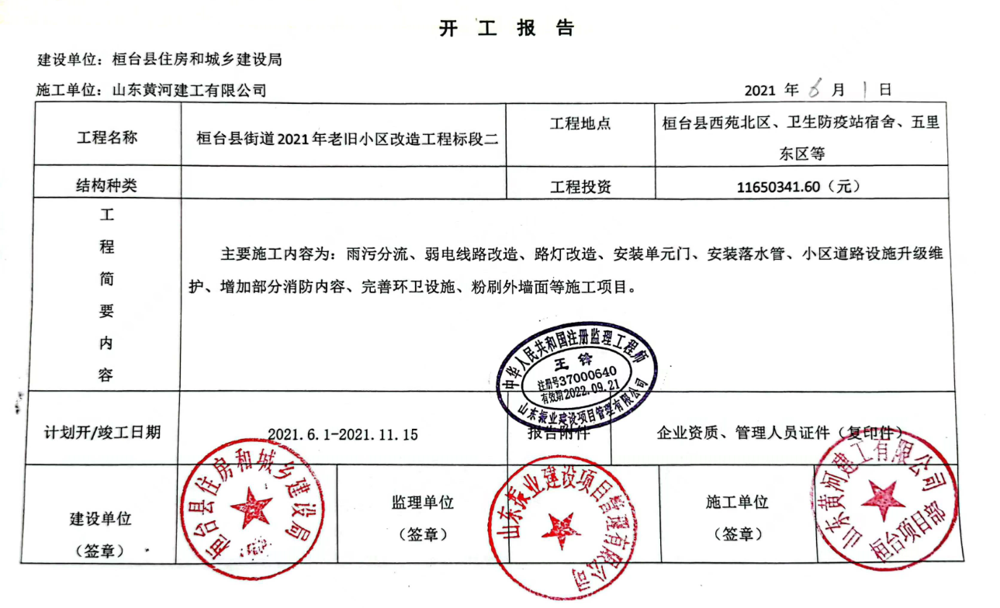 开工报告
建设单位：桓台县住房和城乡建设局
施工单位：山东黄河建工有限公司
2021 年 6 月 1 日
工程名称
桓台县街道2021年老旧小区改造工程标段二
工程地点
桓台县西苑北区、卫生防疫站宿舍、五里
东区等
结构种类
工程投资
11650341.60（元）
工
程
简
要
内
容
主要施工内容为：雨污分流、弱电线路改造、路灯改造、安装单元门、安装落水管、小区道路设施升级维
护、增加部分消防内容、完善环卫设施、粉刷外墙面等施工项目。
中华人民共和国注册监理工程师
王锋
注册号37000640
有效期2022.09.21
山东振业建设项目管理有限公司
计划开/竣工日期
2021.6.1-2021.11.15
报告附件
企业资质、管理人员证件（复印件）
建设单位
（签章）
桓台县住房和城乡建设局
监理单位
（签章）
山东振业建设项目管理有限公司
施工单位
（签章）
山东黄河建工有限公司
桓台项目部